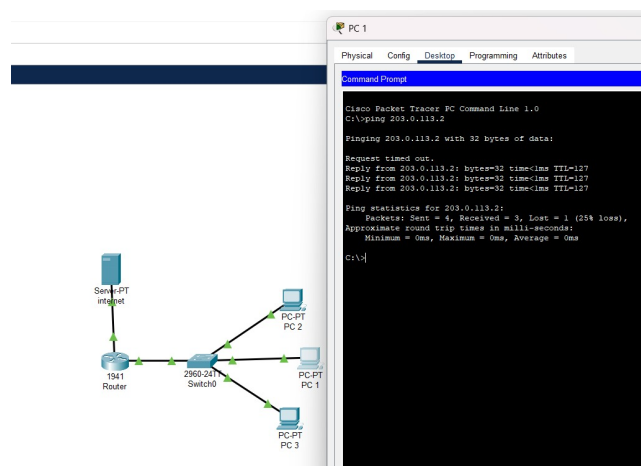 PC 1
Physical Config Desktop Programming Attributes
Command Prompt
Cisco Packet Tracer PC Command Line 1.0
C:\>ping 203.0.113.2
Pinging 203.0.113.2 with 32 bytes of data:
Request timed out.
Reply from 203.0.113.2: bytes=32 time<1ms TTL=127
Reply from 203.0.113.2: bytes=32 time<1ms TTL=127
Reply from 203.0.113.2: bytes=32 time<1ms TTL=127
Ping statistics for 203.0.113.2:
Packets: Sent = 4, Received = 3, Lost = 1 (25% loss),
Approximate round trip times in milli-seconds:
Minimum = 0ms, Maximum = 0ms, Average = 0ms
C:\>
Server-PT
internet
PC-PT
PC 2
1941
Router
Switch0
PC-PT
PC 1
PC-PT
PC 3